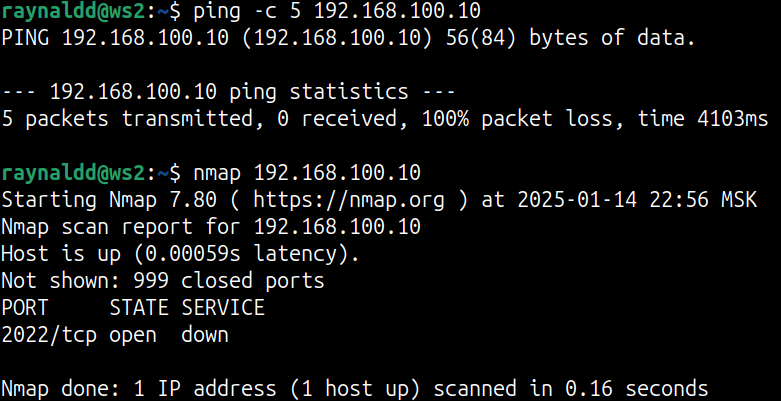 raynaldd@ws2:~$ ping -c 5 192.168.100.10
PING 192.168.100.10 (192.168.100.10) 56(84) bytes of data.
--- 192.168.100.10 ping statistics ---
5 packets transmitted, 0 received, 100% packet loss, time 4103ms
raynaldd@ws2:~$ nmap 192.168.100.10
Starting Nmap 7.80 ( https://nmap.org ) at 2025-01-14 22:56 MSK
Nmap scan report for 192.168.100.10
Host is up (0.00059s latency).
Not shown: 999 closed ports
PORT     STATE SERVICE
2022/tcp open  down
Nmap done: 1 IP address (1 host up) scanned in 0.16 seconds